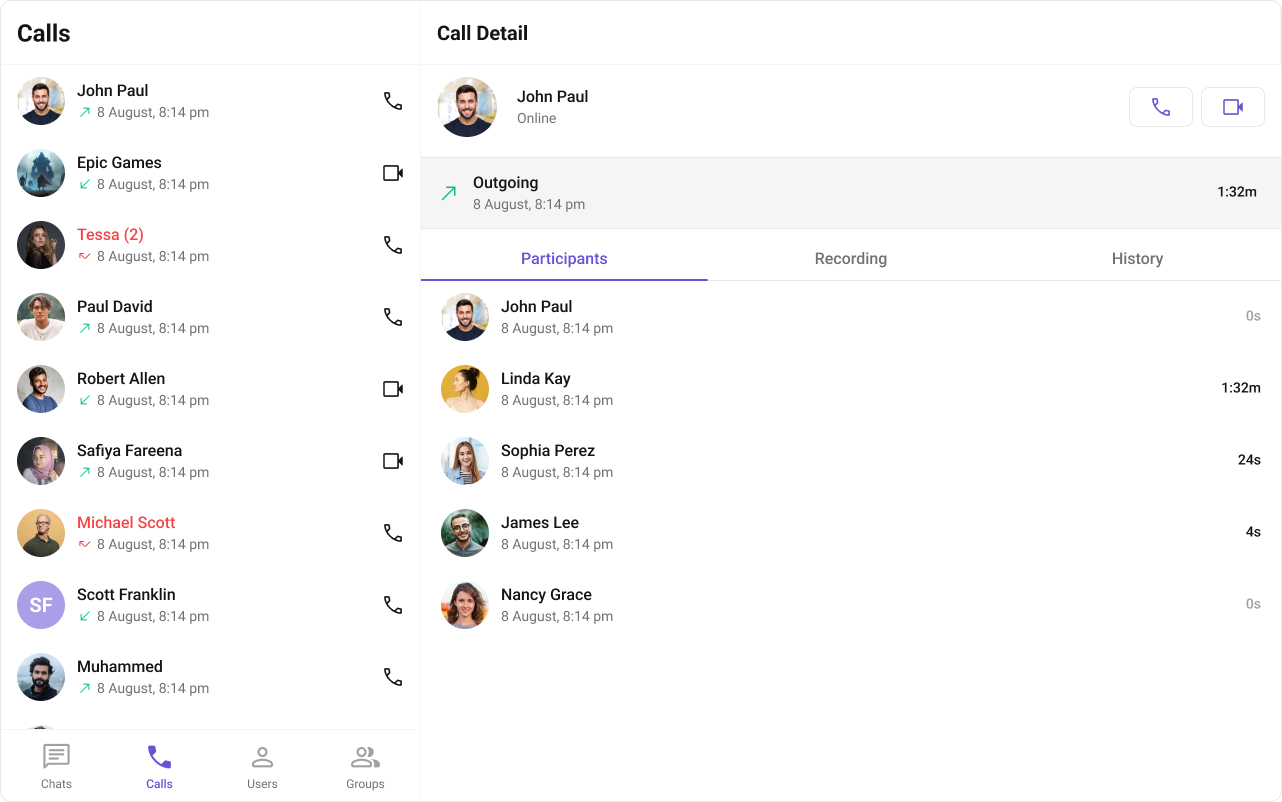 Calls
John Paul
8 August, 8:14 pm
Epic Games
8 August, 8:14 pm
Tessa (2)
8 August, 8:14 pm
Paul David
8 August, 8:14 pm
Robert Allen
8 August, 8:14 pm
Safiya Fareena
8 August, 8:14 pm
Michael Scott
8 August, 8:14 pm
SF
Scott Franklin
8 August, 8:14 pm
Muhammed
8 August, 8:14 pm
Chats
Calls
Users
Groups
Call Detail
John Paul
Online
Outgoing
8 August, 8:14 pm
1:32m
Participants
Recording
History
John Paul
8 August, 8:14 pm
0s
Linda Kay
8 August, 8:14 pm
1:32m
Sophia Perez
8 August, 8:14 pm
24s
James Lee
8 August, 8:14 pm
4s
Nancy Grace
8 August, 8:14 pm
0s